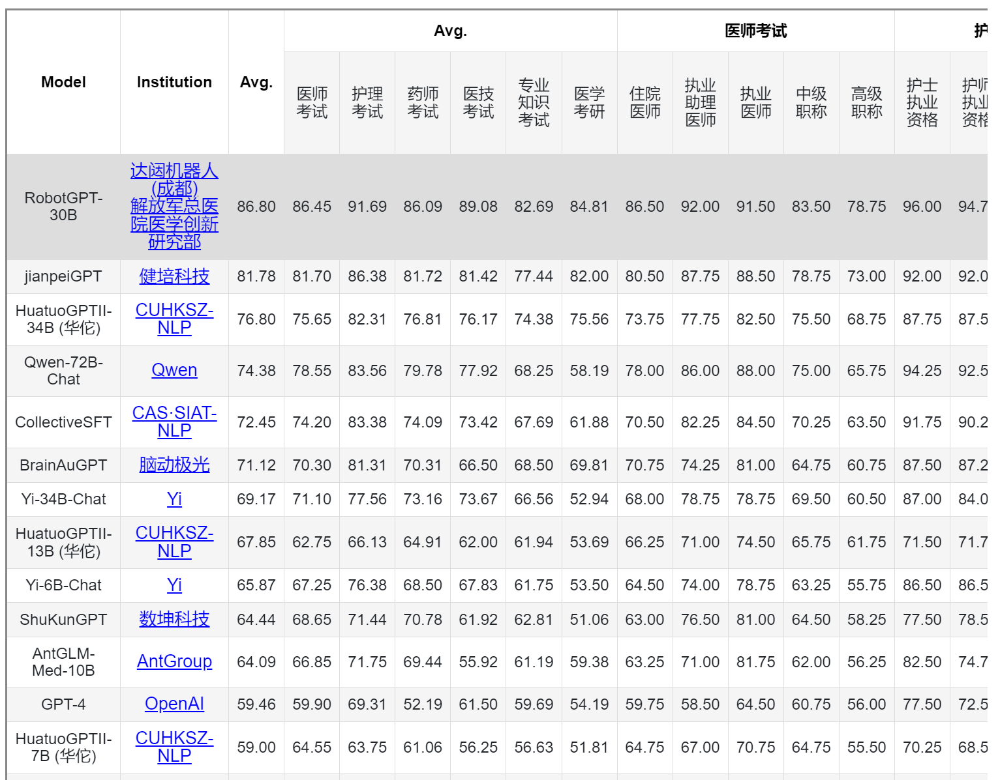 Avg. 医师考试 护
Model Institution Avg.
医师考试 护理考试 药师考试 医技考试 专业知识考试 医学考研 住院医师 执业助理医师 执业医师 中级职称 高级职称 护士执业资格 护师执业资格
RobotGPT-30B 达闼机器人(成都)解放军总医院医学创新研究部 86.80 86.45 91.69 86.09 89.08 82.69 84.81 86.50 92.00 91.50 83.50 78.75 96.00 94.7
jianpeiGPT 健培科技 81.78 81.70 86.38 81.72 81.42 77.44 82.00 80.50 87.75 88.50 78.75 73.00 92.00 92.0
HuatuoGPTII-34B (华佗) CUHKSZ-NLP 76.80 75.65 82.31 76.81 76.17 74.38 75.56 73.75 77.75 82.50 75.50 68.75 87.75 87.5
Qwen-72B-Chat Qwen 74.38 78.55 83.56 79.78 77.92 68.25 58.19 78.00 86.00 88.00 75.00 65.75 94.25 92.5
CollectiveSFT CAS·SIAT-NLP 72.45 74.20 83.38 74.09 73.42 67.69 61.88 70.50 82.25 84.50 70.25 63.50 91.75 90.2
BrainAuGPT 脑动极光 71.12 70.30 81.31 70.31 66.50 68.50 69.81 70.75 74.25 81.00 64.75 60.75 87.50 87.2
Yi-34B-Chat Yi 69.17 71.10 77.56 73.16 73.67 66.56 52.94 68.00 78.75 78.75 69.50 60.50 87.00 84.0
HuatuoGPTII-13B (华佗) CUHKSZ-NLP 67.85 62.75 66.13 64.91 62.00 61.94 53.69 66.25 71.00 74.50 65.75 61.75 71.50 71.7
Yi-6B-Chat Yi 65.87 67.25 76.38 68.50 67.83 61.75 53.50 64.50 74.00 78.75 63.25 55.75 86.50 86.5
ShuKunGPT 数坤科技 64.44 68.65 71.44 70.78 61.92 62.81 51.06 63.00 76.50 81.00 64.50 58.25 77.50 78.5
AntGLM-Med-10B AntGroup 64.09 66.85 71.75 69.44 55.92 61.19 59.38 63.25 71.00 81.75 62.00 56.25 82.50 74.7
GPT-4 OpenAI 59.46 59.90 69.31 52.19 61.50 59.69 54.19 59.75 58.50 64.50 60.75 56.00 77.50 72.5
HuatuoGPTII-7B (华佗) CUHKSZ-NLP 59.00 64.55 63.75 61.06 56.25 56.63 51.81 64.75 67.00 70.75 64.75 55.50 70.25 68.5